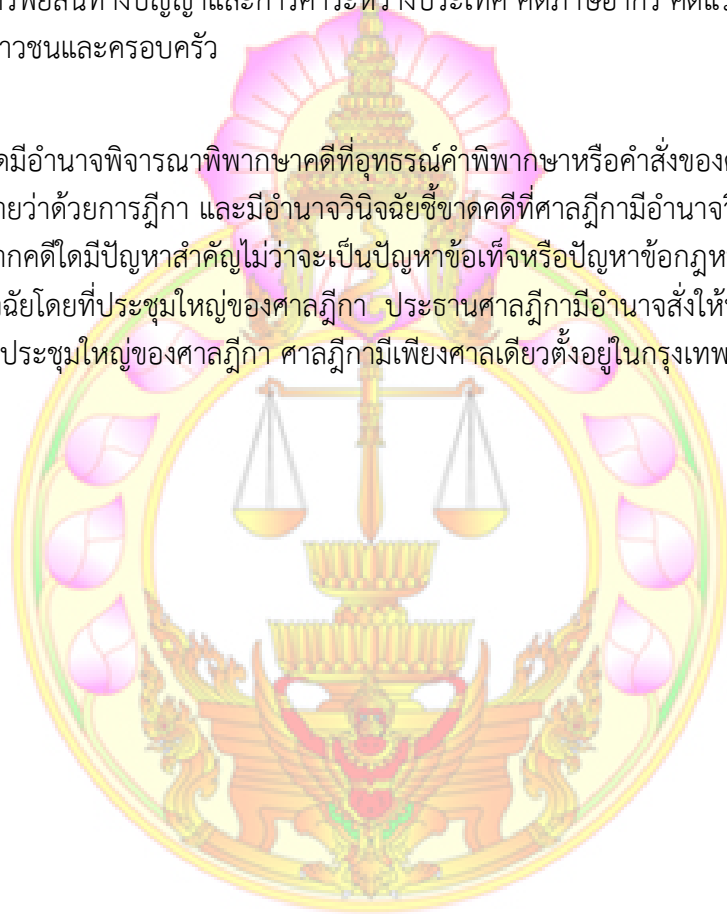 ทรัพย์สินทางปัญญาและการค้าระหว่างประเทศ คดีภาษีอากร
าวชนและครอบครัว
ดมีอำนาจพิจารณาพิพากษาคดีที่อุทธรณ์คำพิพากษาหรือคำสั่งของ
ายว่าด้วยการฎีกา และมีอำนาจวินิจฉัยชี้ขาดคดีที่ศาลฎีกามีอำนาจวิ
ากคดีใดมีปัญหาสำคัญไม่ว่าจะเป็นปัญหาข้อเท็จหรือปัญหาข้อกฎห
จฉัยโดยที่ประชุมใหญ่ของศาลฎีกา ประธานศาลฎีกามีอำนาจสั่งให้
ประชุมใหญ่ของศาลฎีกา ศาลฎีกามีเพียงศาลเดียวตั้งอยู่ในกรุงเทพ